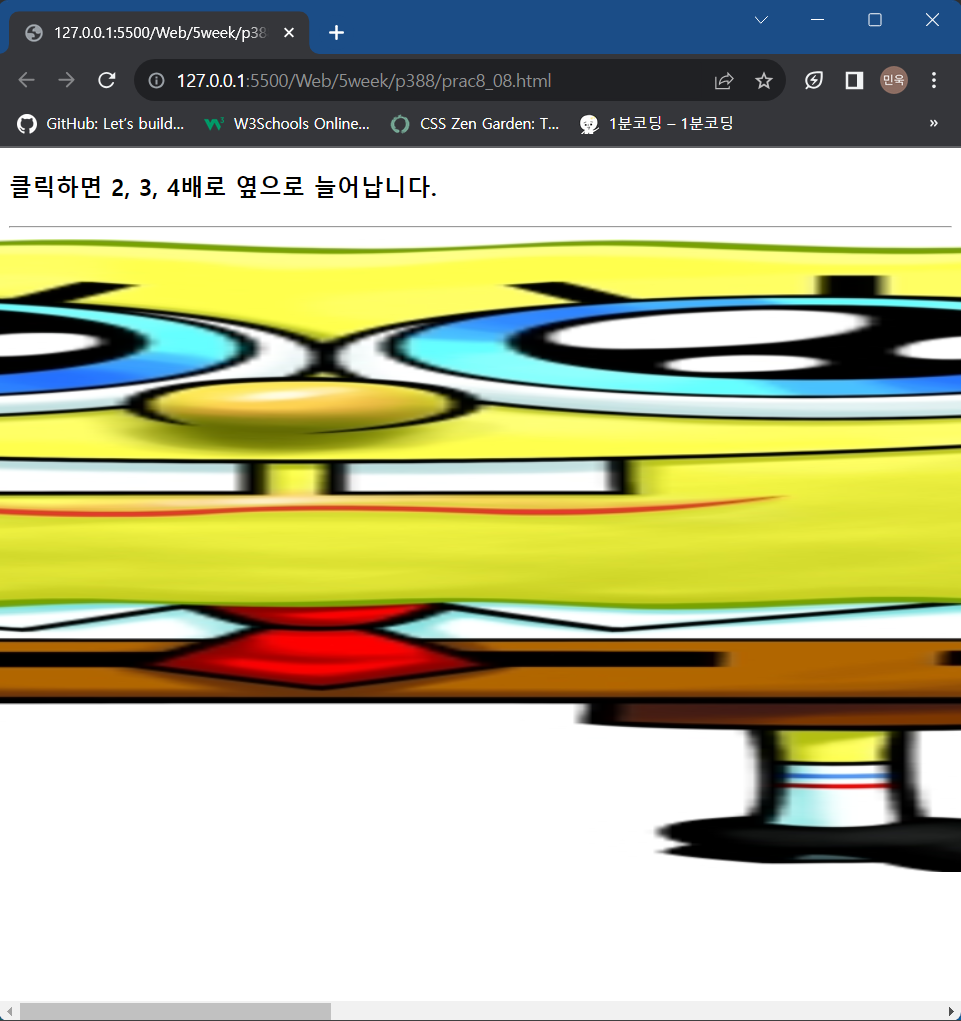 127.0.0.1:5500/Web/5week/p38
127.0.0.1:5500/Web/5week/p388/prac8_08.html
민욱
GitHub: Let's build...
W3Schools Online...
CSS Zen Garden: T...
1분코딩 – 1분코딩
»
클릭하면 2, 3, 4배로 옆으로 늘어납니다.